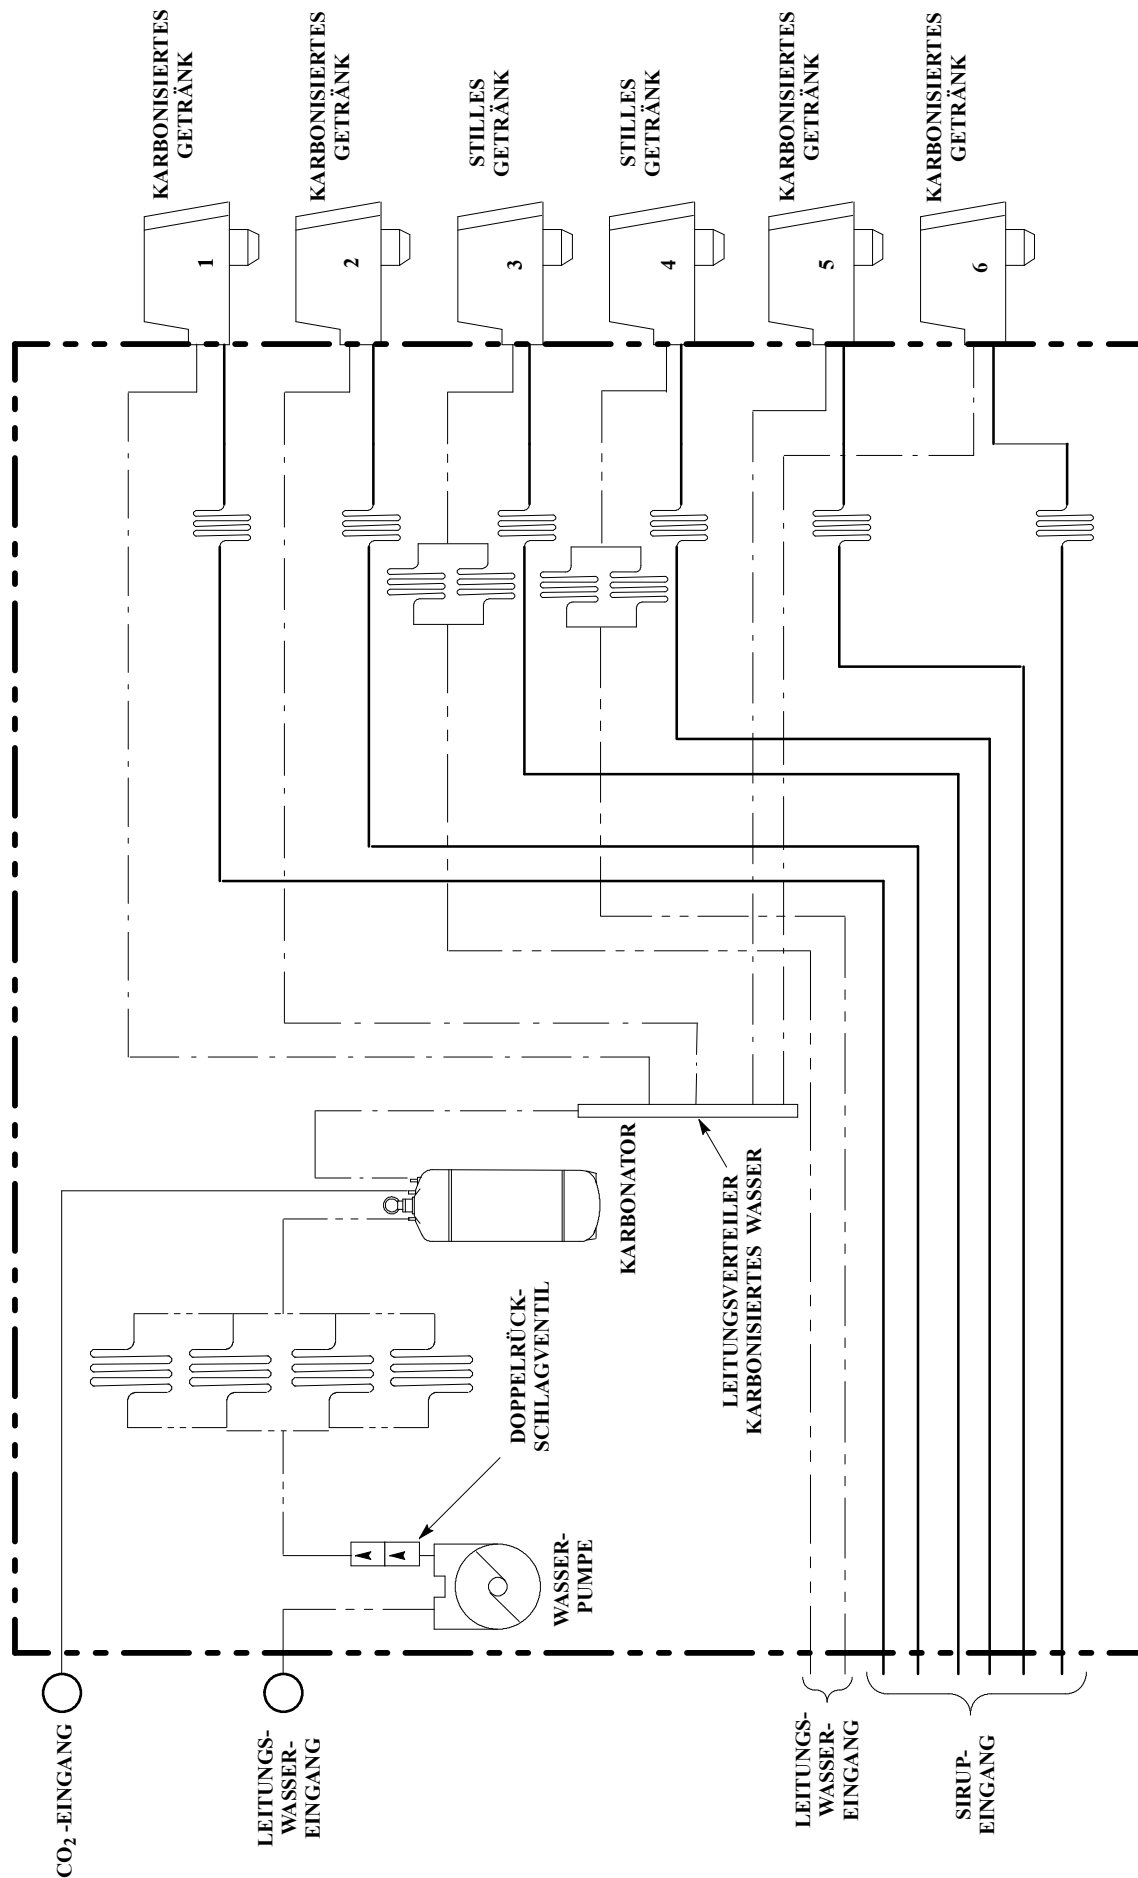 KARBONISIERTES
GETRÄNK
KARBONISIERTES
GETRÄNK
STILLES
GETRÄNK
STILLES
GETRÄNK
KARBONISIERTES
GETRÄNK
KARBONISIERTES
GETRÄNK
1
2
3
4
5
6
KARBONATOR
LEITUNGSVERTEILER
KARBONISIERTES WASSER
DOPPELRÜCK-
SCHLAGVENTIL
WASSER-
PUMPE
CO₂-EINGANG
LEITUNGS-
WASSER-
EINGANG
LEITUNGS-
WASSER-
EINGANG
SIRUP-
EINGANG